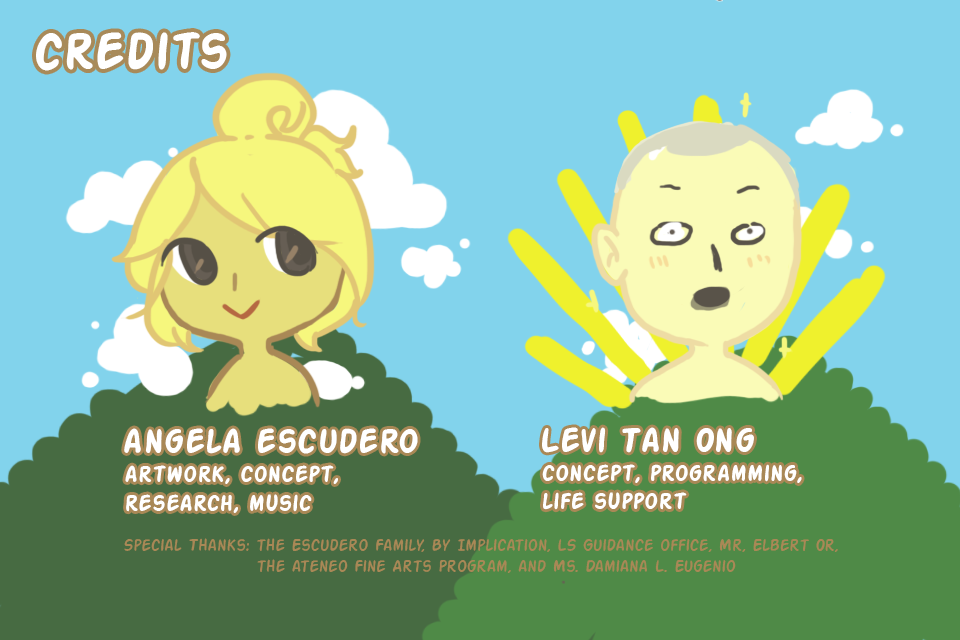 CREDITS
ANGELA ESCUDERO
ARTWORK, CONCEPT,
RESEARCH, MUSIC
LEVI TAN ONG
CONCEPT, PROGRAMMING,
LIFE SUPPORT
SPECIAL THANKS: THE ESCUDERO FAMILY, BY IMPLICATION, LS GUIDANCE OFFICE, MR. ELBERT OR,
THE ATENEO FINE ARTS PROGRAM, AND MS. DAMIANA L. EUGENIO